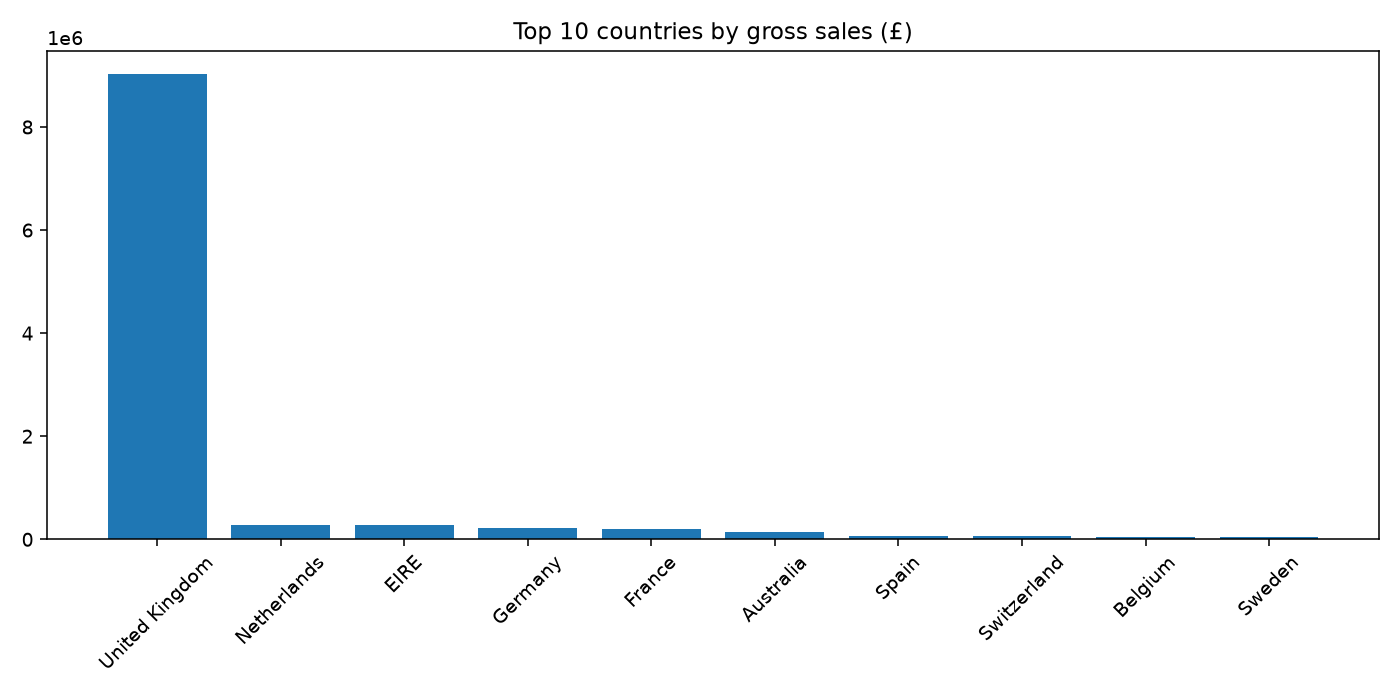 Top 10 countries by gross sales (£)
1e6
8
6
4
2
0
United Kingdom
Netherlands
EIRE
Germany
France
Australia
Spain
Switzerland
Belgium
Sweden